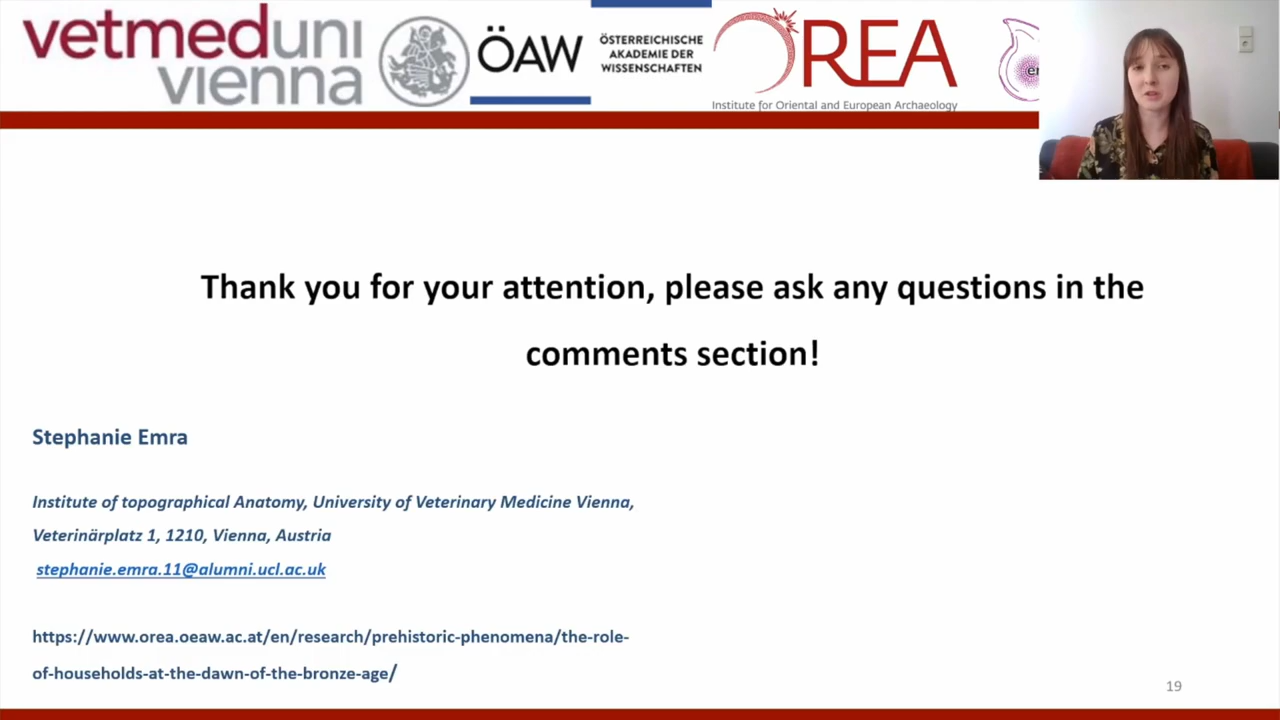 vetmeduni
vienna
ÖAW
ÖSTERREICHISCHE
AKADEMIE DER
WISSENSCHAFTEN
OREA
Institute for Oriental and European Archaeology
Thank you for your attention, please ask any questions in the
comments section!
Stephanie Emra
Institute of topographical Anatomy, University of Veterinary Medicine Vienna,
Veterinärplatz 1, 1210, Vienna, Austria
stephanie.emra.11@alumni.ucl.ac.uk
https://www.orea.oeaw.ac.at/en/research/prehistoric-phenomena/the-role-
of-households-at-the-dawn-of-the-bronze-age/
19